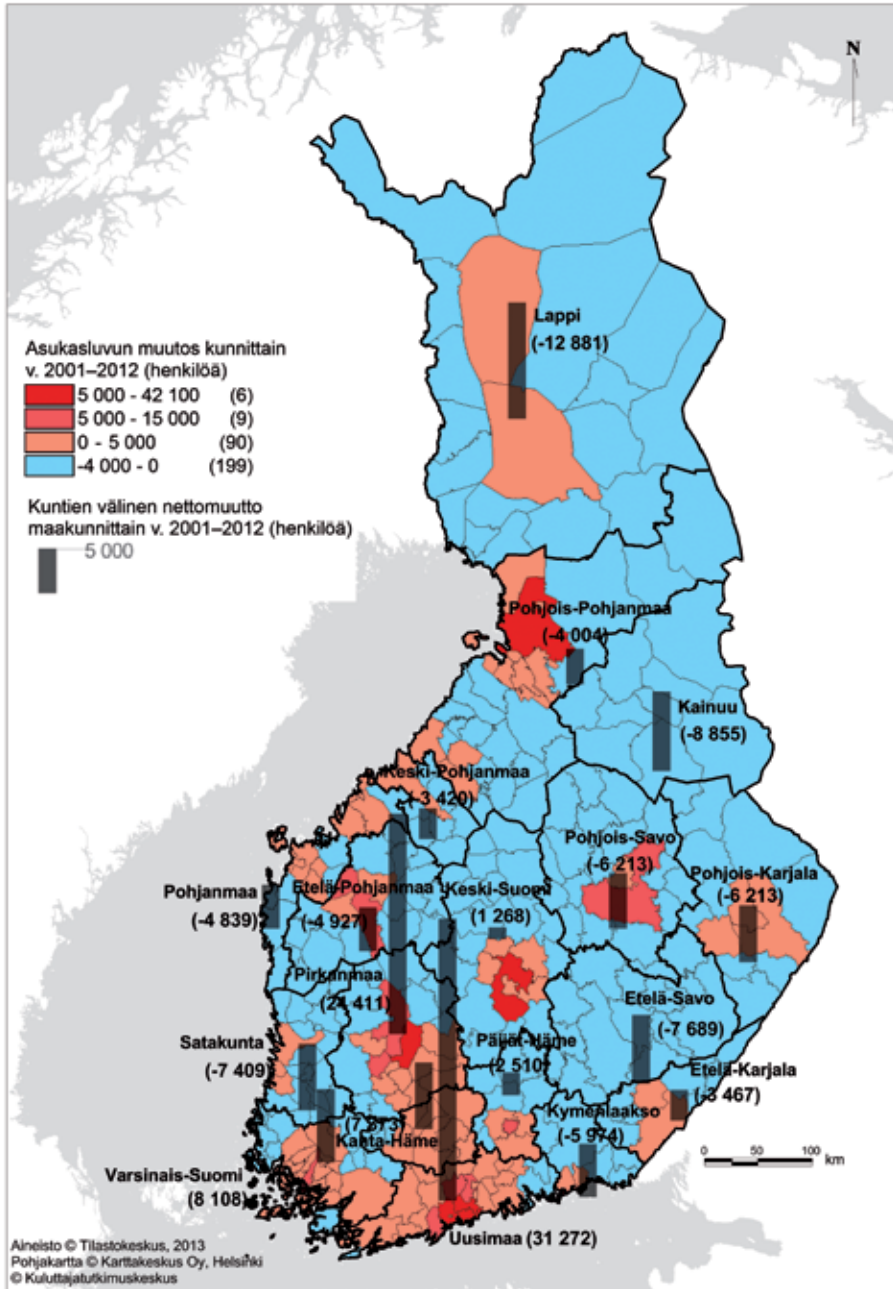 N
Lappi
(-12 881)
Asukasluvun muutos kunnittain
v. 2001–2012 (henkilöä)
5 000 - 42 100 (6)
5 000 - 15 000 (9)
0 - 5 000 (90)
-4 000 - 0 (199)
Kuntien välinen nettomuutto
maakunnittain v. 2001–2012 (henkilöä)
5 000
Pohjois-Pohjanmaa
(-4 004)
Kainuu
(-8 855)
Keski-Pohjanmaa
(-3 420)
Pohjois-Savo
(-6 213)
Pohjois-Karjala
(-6 213)
Pohjanmaa
(-4 839)
Etelä-Pohjanmaa
(-4 927)
Keski-Suomi
(1 268)
Pirkanmaa
(24 411)
Etelä-Savo
(-7 689)
Satakunta
(-7 409)
Päijät-Häme
(2 510)
Etelä-Karjala
(-3 467)
(7 373)
Kanta-Häme
Kymenlaakso
(-5 974)
Varsinais-Suomi
(8 108)
Uusimaa (31 272)
0 50 100
km
Aineisto © Tilastokeskus, 2013
Pohjakartta © Karttakeskus Oy, Helsinki
© Kuluttajatutkimuskeskus